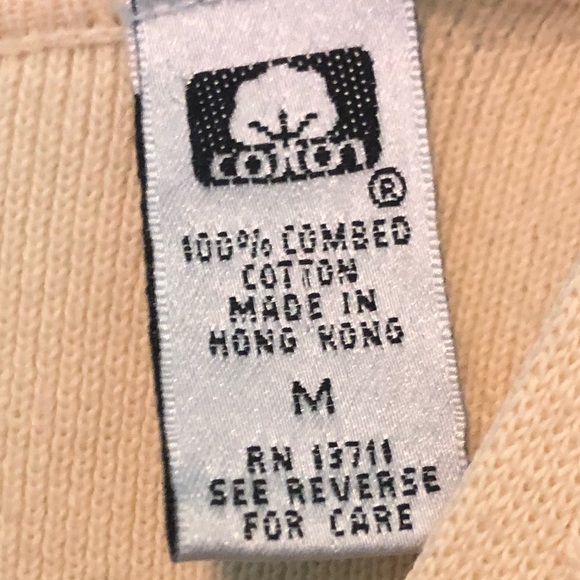 cotton
®
100% COMBED
COTTON
MADE IN
HONG KONG
M
RN 13711
SEE REVERSE
FOR CARE